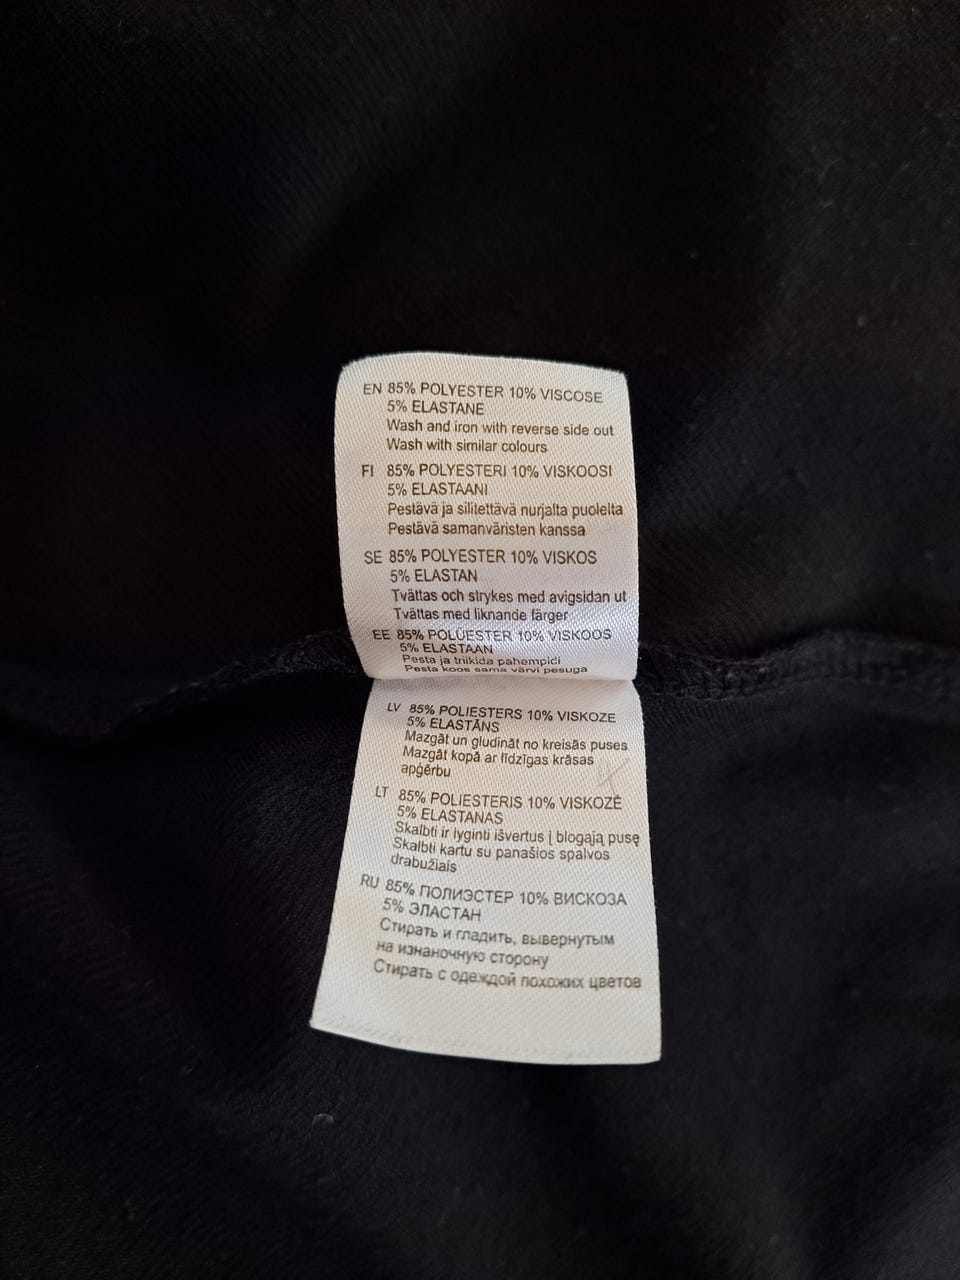 EN 85% POLYESTER 10% VISCOSE
5% ELASTANE
Wash and iron with reverse side out
Wash with similar colours
FI 85% POLYESTERI 10% VISKOOSI
5% ELASTAANI
Pestävä ja silitettävä nurjalta puolelta
Pestävä samanväristen kanssa
SE 85% POLYESTER 10% VISKOS
5% ELASTAN
Tvättas och strykes med avigsidan ut
Tvättas med liknande färger
EE 85% POLÜESTER 10% VISKOOS
5% ELASTAAN
Pesta ja triikida pahempići
Pesta koos sama värvi pesuga
LV 85% POLIESTERS 10% VISKOZE
5% ELASTĀNS
Mazgāt un gludināt no kreisās puses
Mazgāt kopā ar līdzīgas krāsas
apģērbu
LT 85% POLIESTERIS 10% VISKOZĖ
5% ELASTANAS
Skalbti ir lyginti išvertus į blogąją pusę
Skalbti kartu su panašios spalvos
drabužiais
RU 85% ПОЛИЭСТЕР 10% ВИСКОЗА
5% ЭЛАСТАН
Стирать и гладить, вывернутым
на изнаночную сторону
Стирать с одеждой похожих цветов